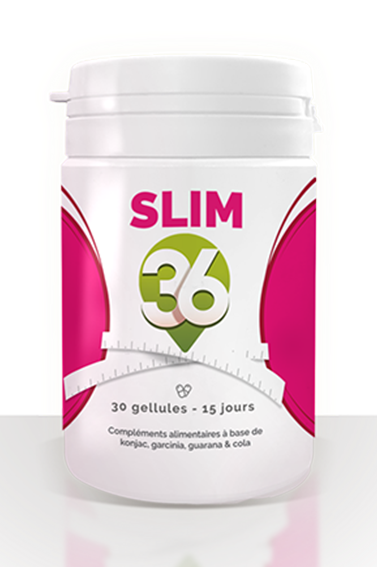 SLIM
36
30 gellules - 15 jours
Compléments alimentaires à base de
konjac, garcinia, guarana & cola